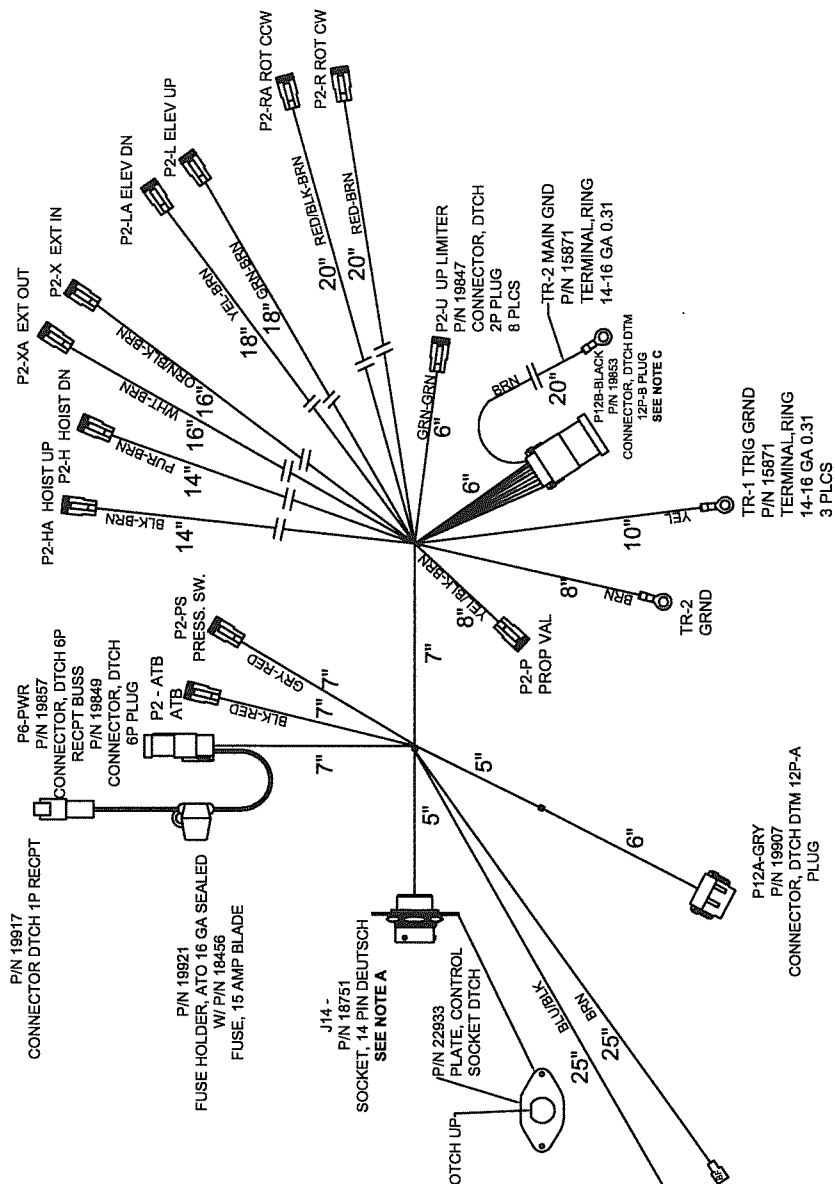 P/N 19917
CONNECTOR DTCH 1P RECPT
P6-PWR
P/N 19857
CONNECTOR, DTCH 6P
RECPT BUSS
P/N 19849
CONNECTOR, DTCH
6P PLUG
P/N 19921
FUSE HOLDER, ATO 16 GA SEALED
W/ P/N 18456
FUSE, 15 AMP BLADE
P2 - ATB
ATB
BLK-RED
7"
P2-PS
PRESS. SW.
GRY-RED
7"
7"
J14 -
P/N 18751
SOCKET, 14 PIN DEUTSCH
SEE NOTE A
5"
P/N 22933
PLATE, CONTROL
SOCKET DTCH
OTCH UP
BLU/BLK
25"
BRN
25"
5"
6"
P12A-GRY
P/N 19907
CONNECTOR, DTCH DTM 12P-A
PLUG
7"
P2-HA HOIST UP
BLK-BRN
14"
P2-H HOIST DN
PUR-BRN
14"
P2-XA EXT OUT
WHT-BRN
16"
P2-X EXT IN
ORN/BLK-BRN
16"
P2-LA ELEV DN
YEL-BRN
18"
P2-L ELEV UP
GRN-BRN
18"
P2-RA ROT CCW
RED/BLK-BRN
20"
P2-R ROT CW
RED-BRN
20"
P2-U UP LIMITER
P/N 19847
CONNECTOR, DTCH
2P PLUG
8 PLCS
GRN-GRN
6"
TR-2 MAIN GND
P/N 15871
TERMINAL,RING
14-16 GA 0.31
BRN
20"
P12B-BLACK
P/N 19853
CONNECTOR, DTCH DTM
12P-B PLUG
SEE NOTE C
6"
TR-1 TRIG GRND
P/N 15871
TERMINAL,RING
14-16 GA 0.31
3 PLCS
YEL
10"
TR-2
GRND
BRN
8"
P2-P
PROP VAL
YEL/BLK-BRN
8"